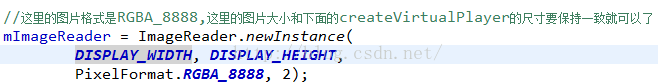 //这里的图片格式是RGBA_8888,这里的图片大小和下面的createVirtualPlayer的尺寸要保持一致就可以了
mImageReader = ImageReader.newInstance(
DISPLAY_WIDTH, DISPLAY_HEIGHT,
PixelFormat.RGBA_8888, 2);